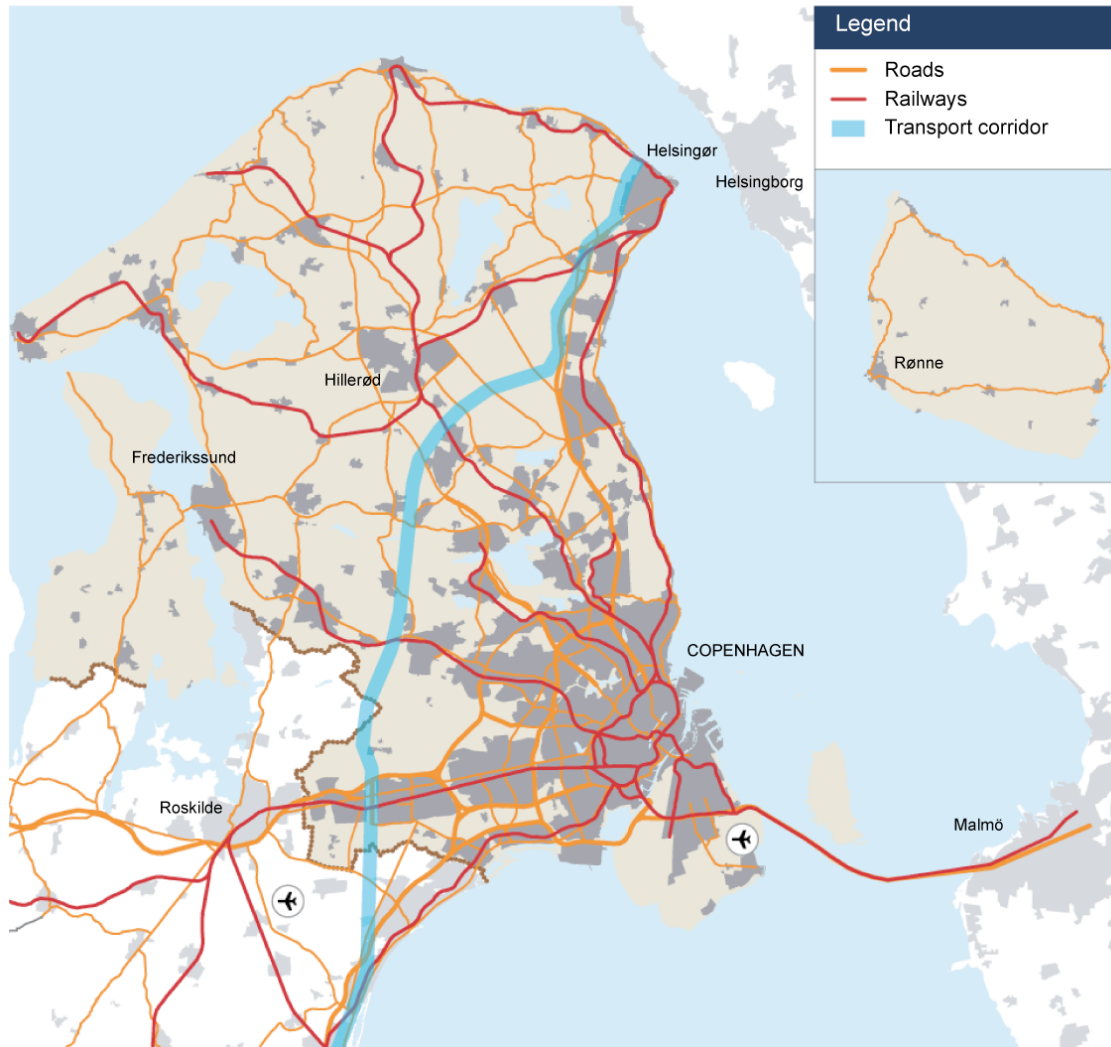 Legend
Roads
Railways
Transport corridor
Helsingør
Helsingborg
Rønne
Hillerød
Frederikssund
COPENHAGEN
Roskilde
Malmö